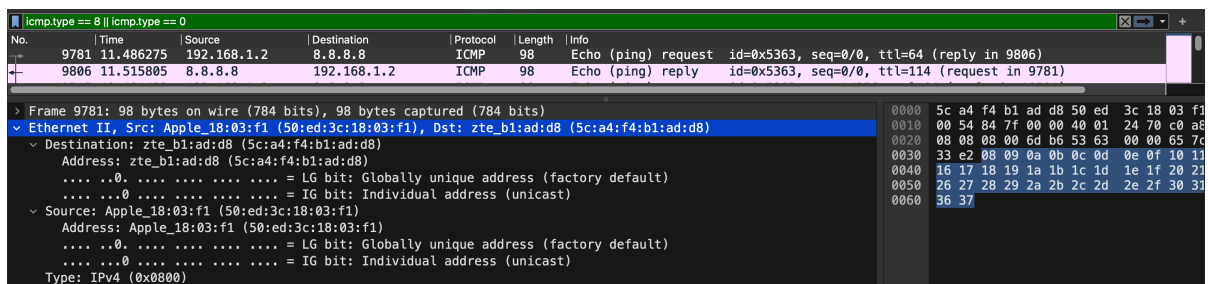 icmp.type == 8 || icmp.type == 0
No. Time Source Destination Protocol Length Info
9781 11.486275 192.168.1.2 8.8.8.8 ICMP 98 Echo (ping) request id=0x5363, seq=0/0, ttl=64 (reply in 9806)
9806 11.515805 8.8.8.8 192.168.1.2 ICMP 98 Echo (ping) reply id=0x5363, seq=0/0, ttl=114 (request in 9781)
Frame 9781: 98 bytes on wire (784 bits), 98 bytes captured (784 bits)
Ethernet II, Src: Apple_18:03:f1 (50:ed:3c:18:03:f1), Dst: zte_b1:ad:d8 (5c:a4:f4:b1:ad:d8)
Destination: zte_b1:ad:d8 (5c:a4:f4:b1:ad:d8)
Address: zte_b1:ad:d8 (5c:a4:f4:b1:ad:d8)
.... ..0. .... .... .... .... = LG bit: Globally unique address (factory default)
.... ...0 .... .... .... .... = IG bit: Individual address (unicast)
Source: Apple_18:03:f1 (50:ed:3c:18:03:f1)
Address: Apple_18:03:f1 (50:ed:3c:18:03:f1)
.... ..0. .... .... .... .... = LG bit: Globally unique address (factory default)
.... ...0 .... .... .... .... = IG bit: Individual address (unicast)
Type: IPv4 (0x0800)
0000 5c a4 f4 b1 ad d8 50 ed 3c 18 03 f1
0010 00 54 84 7f 00 00 40 01 24 70 c0 a8
0020 08 08 08 00 6d b6 53 63 00 00 65 7c
0030 33 e2 08 09 0a 0b 0c 0d 0e 0f 10 11
0040 16 17 18 19 1a 1b 1c 1d 1e 1f 20 21
0050 26 27 28 29 2a 2b 2c 2d 2e 2f 30 31
0060 36 37